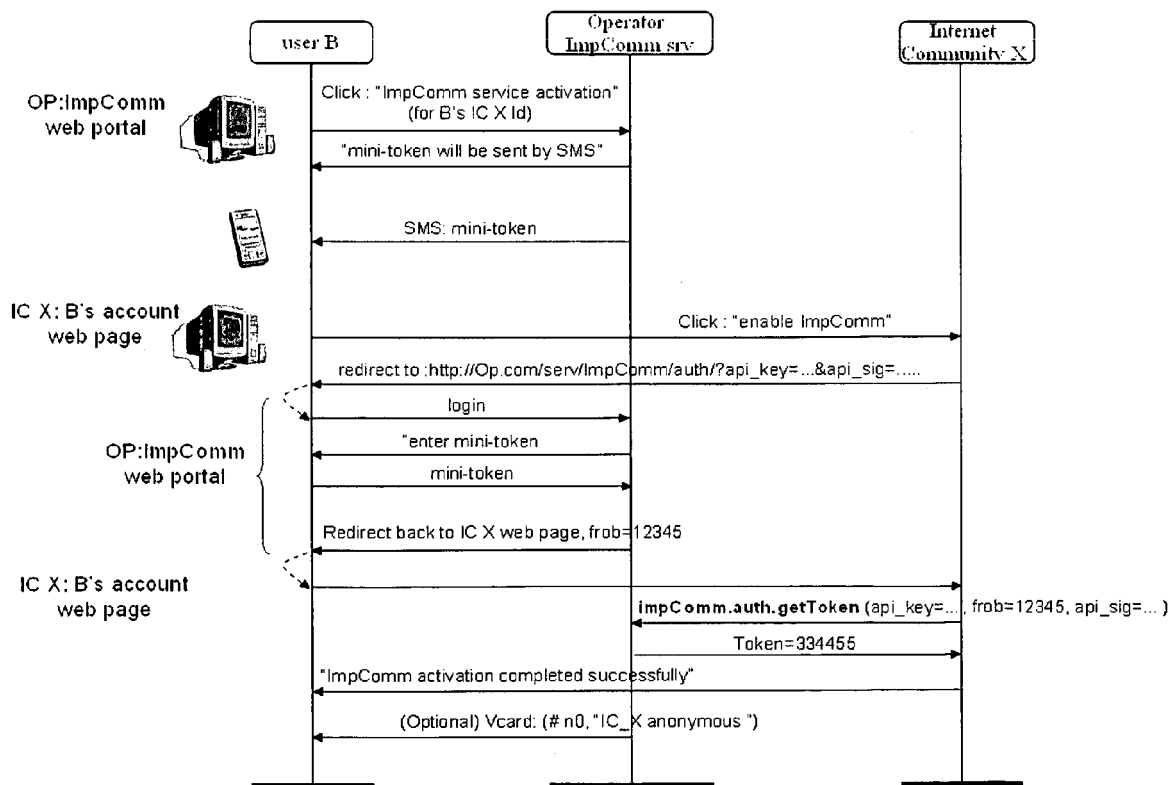 user B
Operator
ImpComm srv
Internet
Community X
OP:ImpComm
web portal
Click : "ImpComm service activation"
(for B's IC X Id)
"mini-token will be sent by SMS"
SMS: mini-token
IC X: B's account
web page
Click : "enable ImpComm"
redirect to :http://Op.com/serv/ImpComm/auth/?api_key=...&api_sig=.....
login
"enter mini-token
OP:ImpComm
web portal
mini-token
Redirect back to IC X web page, frob=12345
IC X: B's account
web page
impComm.auth.getToken (api_key=..., frob=12345, api_sig=... )
Token=334455
"ImpComm activation completed successfully"
(Optional) Vcard: (# n0, "IC_X anonymous ")